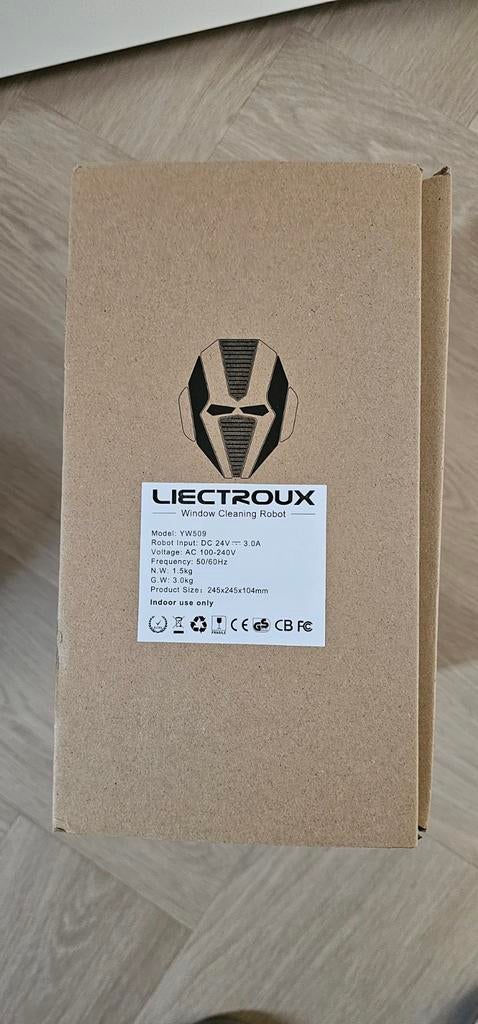 LIECTROUX
Window Cleaning Robot
Model: YW509
Robot Input: DC 24V⎓3.0A
Voltage: AC 100-240V
Frequency: 50/60Hz
N.W: 1.5kg
G.W: 3.0kg
Product Size: 245x245x104mm
Indoor use only
FRAGILE CE GS CB FC